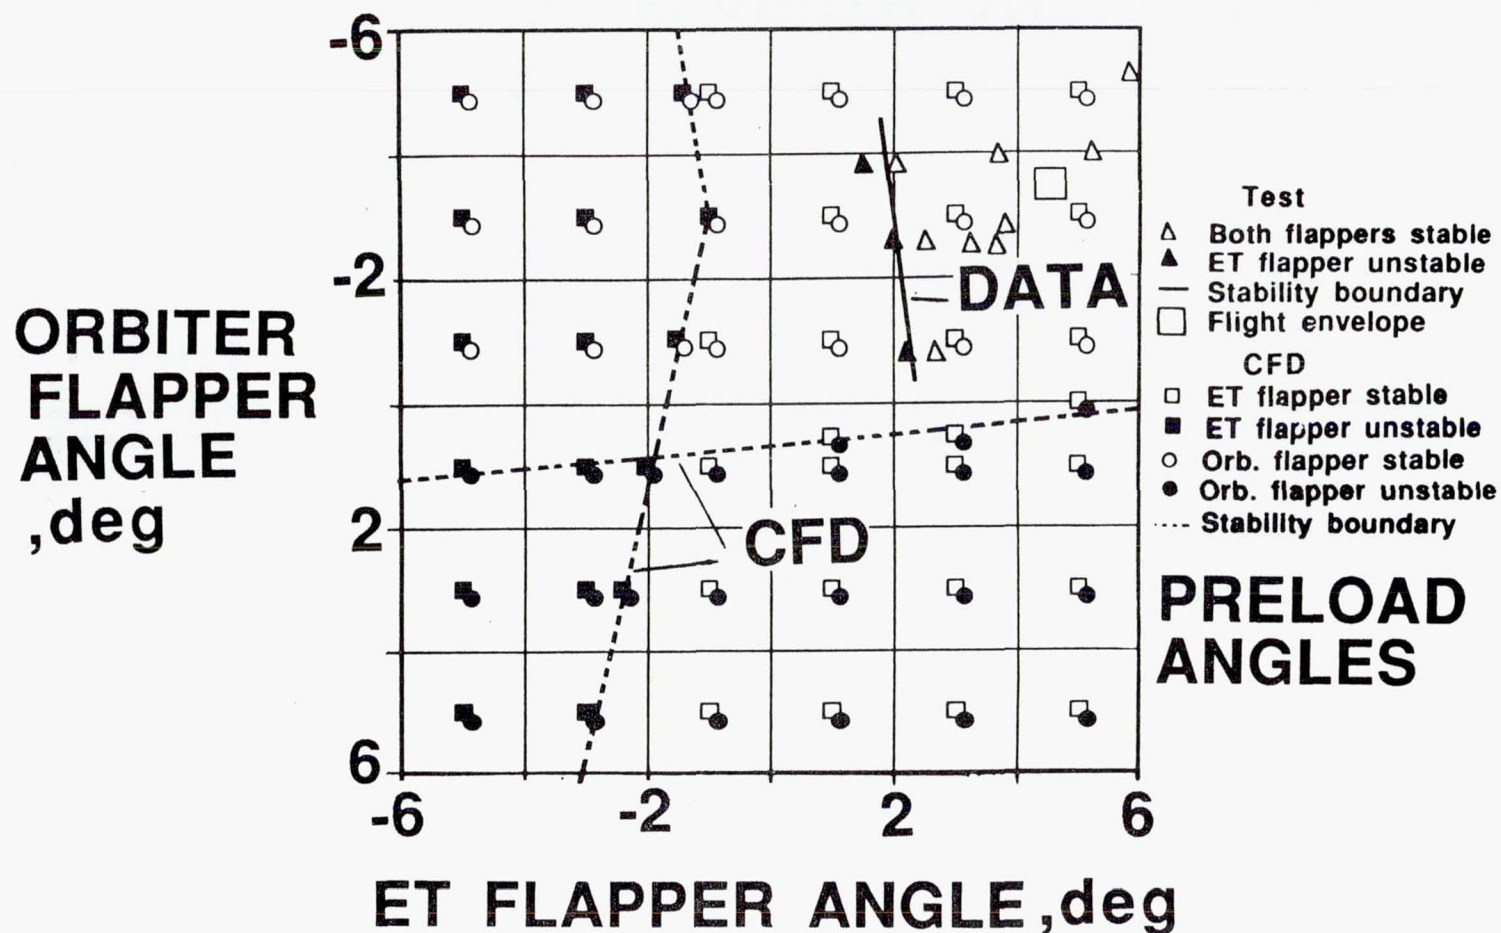 -6
-2
2
6
ORBITER
FLAPPER
ANGLE
,deg
DATA
CFD
Test
Both flappers stable
ET flapper unstable
Stability boundary
Flight envelope
CFD
ET flapper stable
ET flapper unstable
Orb. flapper stable
Orb. flapper unstable
Stability boundary
PRELOAD
ANGLES
-6
-2
2
6
ET FLAPPER ANGLE,deg